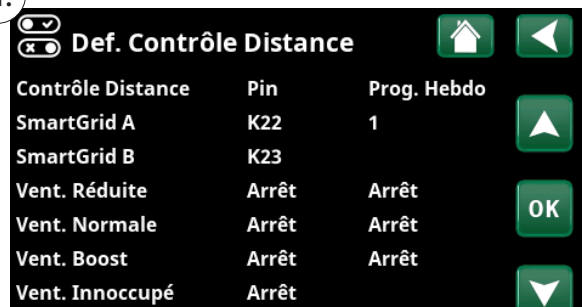 1.
Def. Contrôle Distance
Contrôle Distance Pin Prog. Hebdo
SmartGrid A K22 1
SmartGrid B K23
Vent. Réduite Arrêt Arrêt
Vent. Normale Arrêt Arrêt
OK
Vent. Boost Arrêt Arrêt
Vent. Innoccupé Arrêt